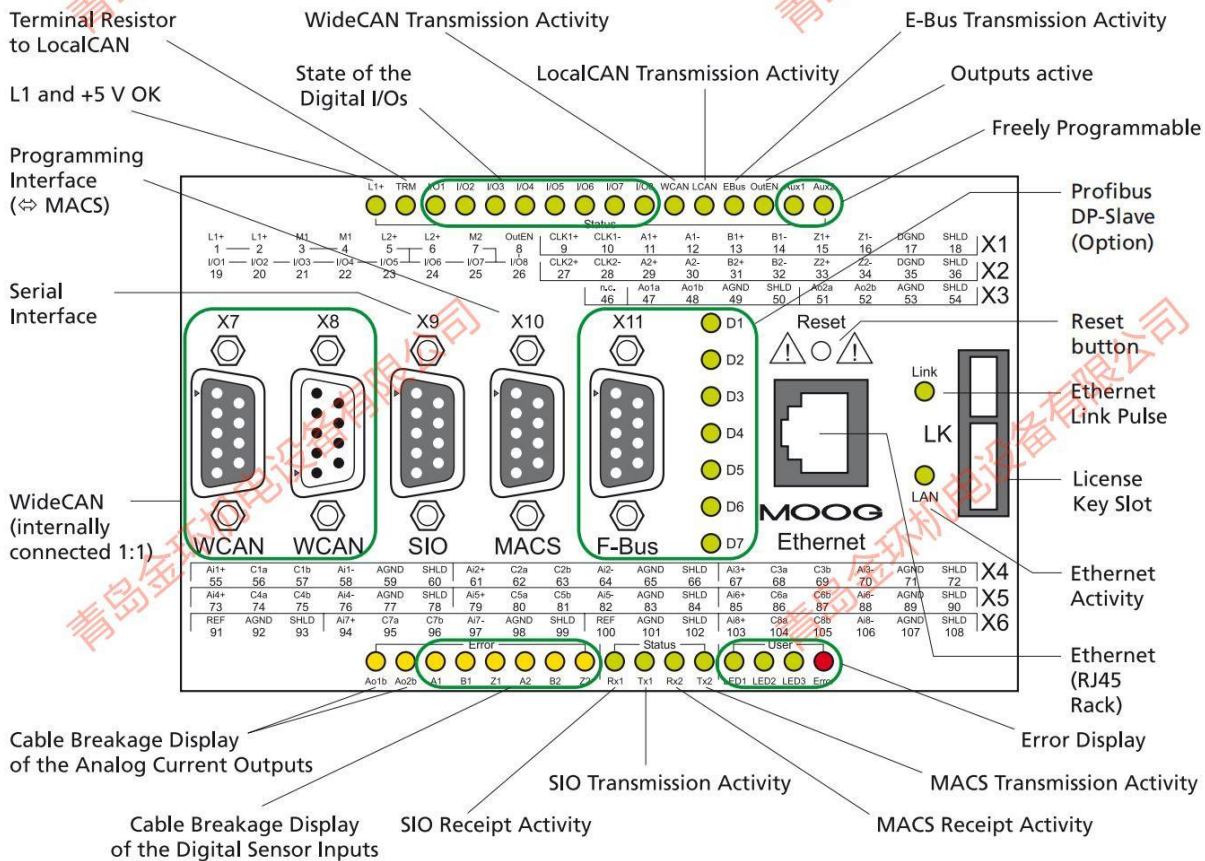 Terminal Resistor
to LocalCAN
WideCAN Transmission Activity
E-Bus Transmission Activity
State of the
Digital I/Os
LocalCAN Transmission Activity
Outputs active
L1 and +5 V OK
Freely Programmable
Programming
Interface
(⇔ MACS)
Profibus
DP-Slave
(Option)
L1+ TRM I/O1 I/O2 I/O3 I/O4 I/O5 I/O6 I/O7 I/O8 WCAN LCAN EBus OutEN Aux1 Aux2
Status
L1+ L1+ M1 M1 L2+ L2+ M2 OutEN CLK1+ CLK1- A1+ A1- B1+ B1- Z1+ Z1- DGND SHLD
1 2 3 4 5 6 7 8 9 10 11 12 13 14 15 16 17 18 X1
I/O1 I/O2 I/O3 I/O4 I/O5 I/O6 I/O7 I/O8 CLK2+ CLK2- A2+ A2- B2+ B2- Z2+ Z2- DGND SHLD
19 20 21 22 23 24 25 26 27 28 29 30 31 32 33 34 35 36 X2
n.c. Ao1a Ao1b AGND SHLD Ao2a Ao2b AGND SHLD
46 47 48 49 50 51 52 53 54 X3
Serial
Interface
X7 X8 X9 X10 X11
D1
D2
D3
D4
D5
D6
D7
Reset
Reset
button
Link
Ethernet
Link Pulse
LK
LAN
License
Key Slot
WideCAN
(internally
connected 1:1)
MOOG
WCAN WCAN SIO MACS F-Bus Ethernet
Ai1+ C1a C1b Ai1- AGND SHLD Ai2+ C2a C2b Ai2- AGND SHLD Ai3+ C3a C3b Ai3- AGND SHLD
55 56 57 58 59 60 61 62 63 64 65 66 67 68 69 70 71 72 X4
Ai4+ C4a C4b Ai4- AGND SHLD Ai5+ C5a C5b Ai5- AGND SHLD Ai6+ C6a C6b Ai6- AGND SHLD
73 74 75 76 77 78 79 80 81 82 83 84 85 86 87 88 89 90 X5
REF AGND SHLD Ai7+ C7a C7b Ai7- AGND SHLD REF AGND SHLD Ai8+ C8a C8b Ai8- AGND SHLD
91 92 93 94 95 96 97 98 99 100 101 102 103 104 105 106 107 108 X6
Ethernet
Activity
Error Status User
Ao1b Ao2b A1 B1 Z1 A2 B2 Z2 Rx1 Tx1 Rx2 Tx2 LED1 LED2 LED3 Error
Ethernet
(RJ45
Rack)
Cable Breakage Display
of the Analog Current Outputs
Error Display
SIO Transmission Activity
MACS Transmission Activity
Cable Breakage Display
of the Digital Sensor Inputs
SIO Receipt Activity
MACS Receipt Activity
青岛金环机电设备有限公司
青岛金环机电设备有限公司